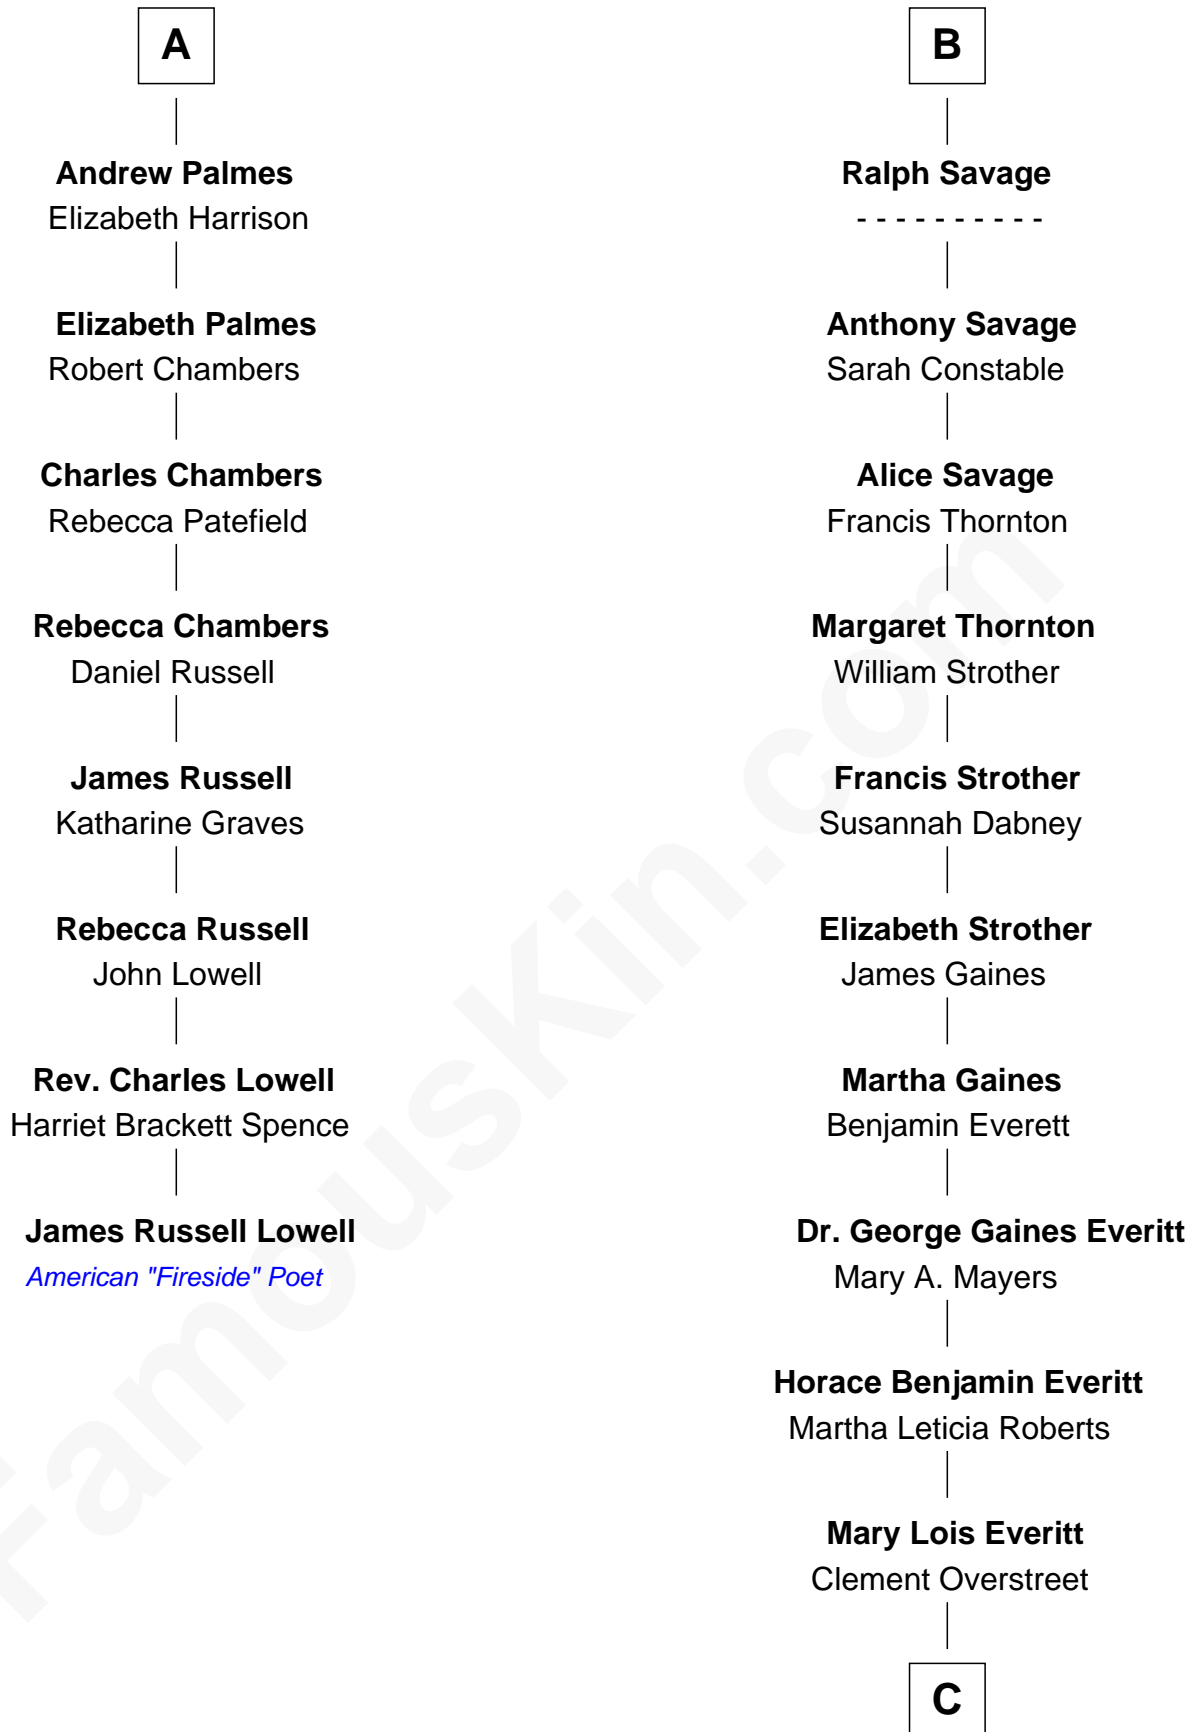 A
Andrew Palmes
Elizabeth Harrison
Elizabeth Palmes
Robert Chambers
Charles Chambers
Rebecca Patefield
Rebecca Chambers
Daniel Russell
James Russell
Katharine Graves
Rebecca Russell
John Lowell
Rev. Charles Lowell
Harriet Brackett Spence
James Russell Lowell
American "Fireside" Poet
B
Ralph Savage
- - - - - - - - - -
Anthony Savage
Sarah Constable
Alice Savage
Francis Thornton
Margaret Thornton
William Strother
Francis Strother
Susannah Dabney
Elizabeth Strother
James Gaines
Martha Gaines
Benjamin Everett
Dr. George Gaines Everitt
Mary A. Mayers
Horace Benjamin Everitt
Martha Leticia Roberts
Mary Lois Everitt
Clement Overstreet
C
FamousKin.com